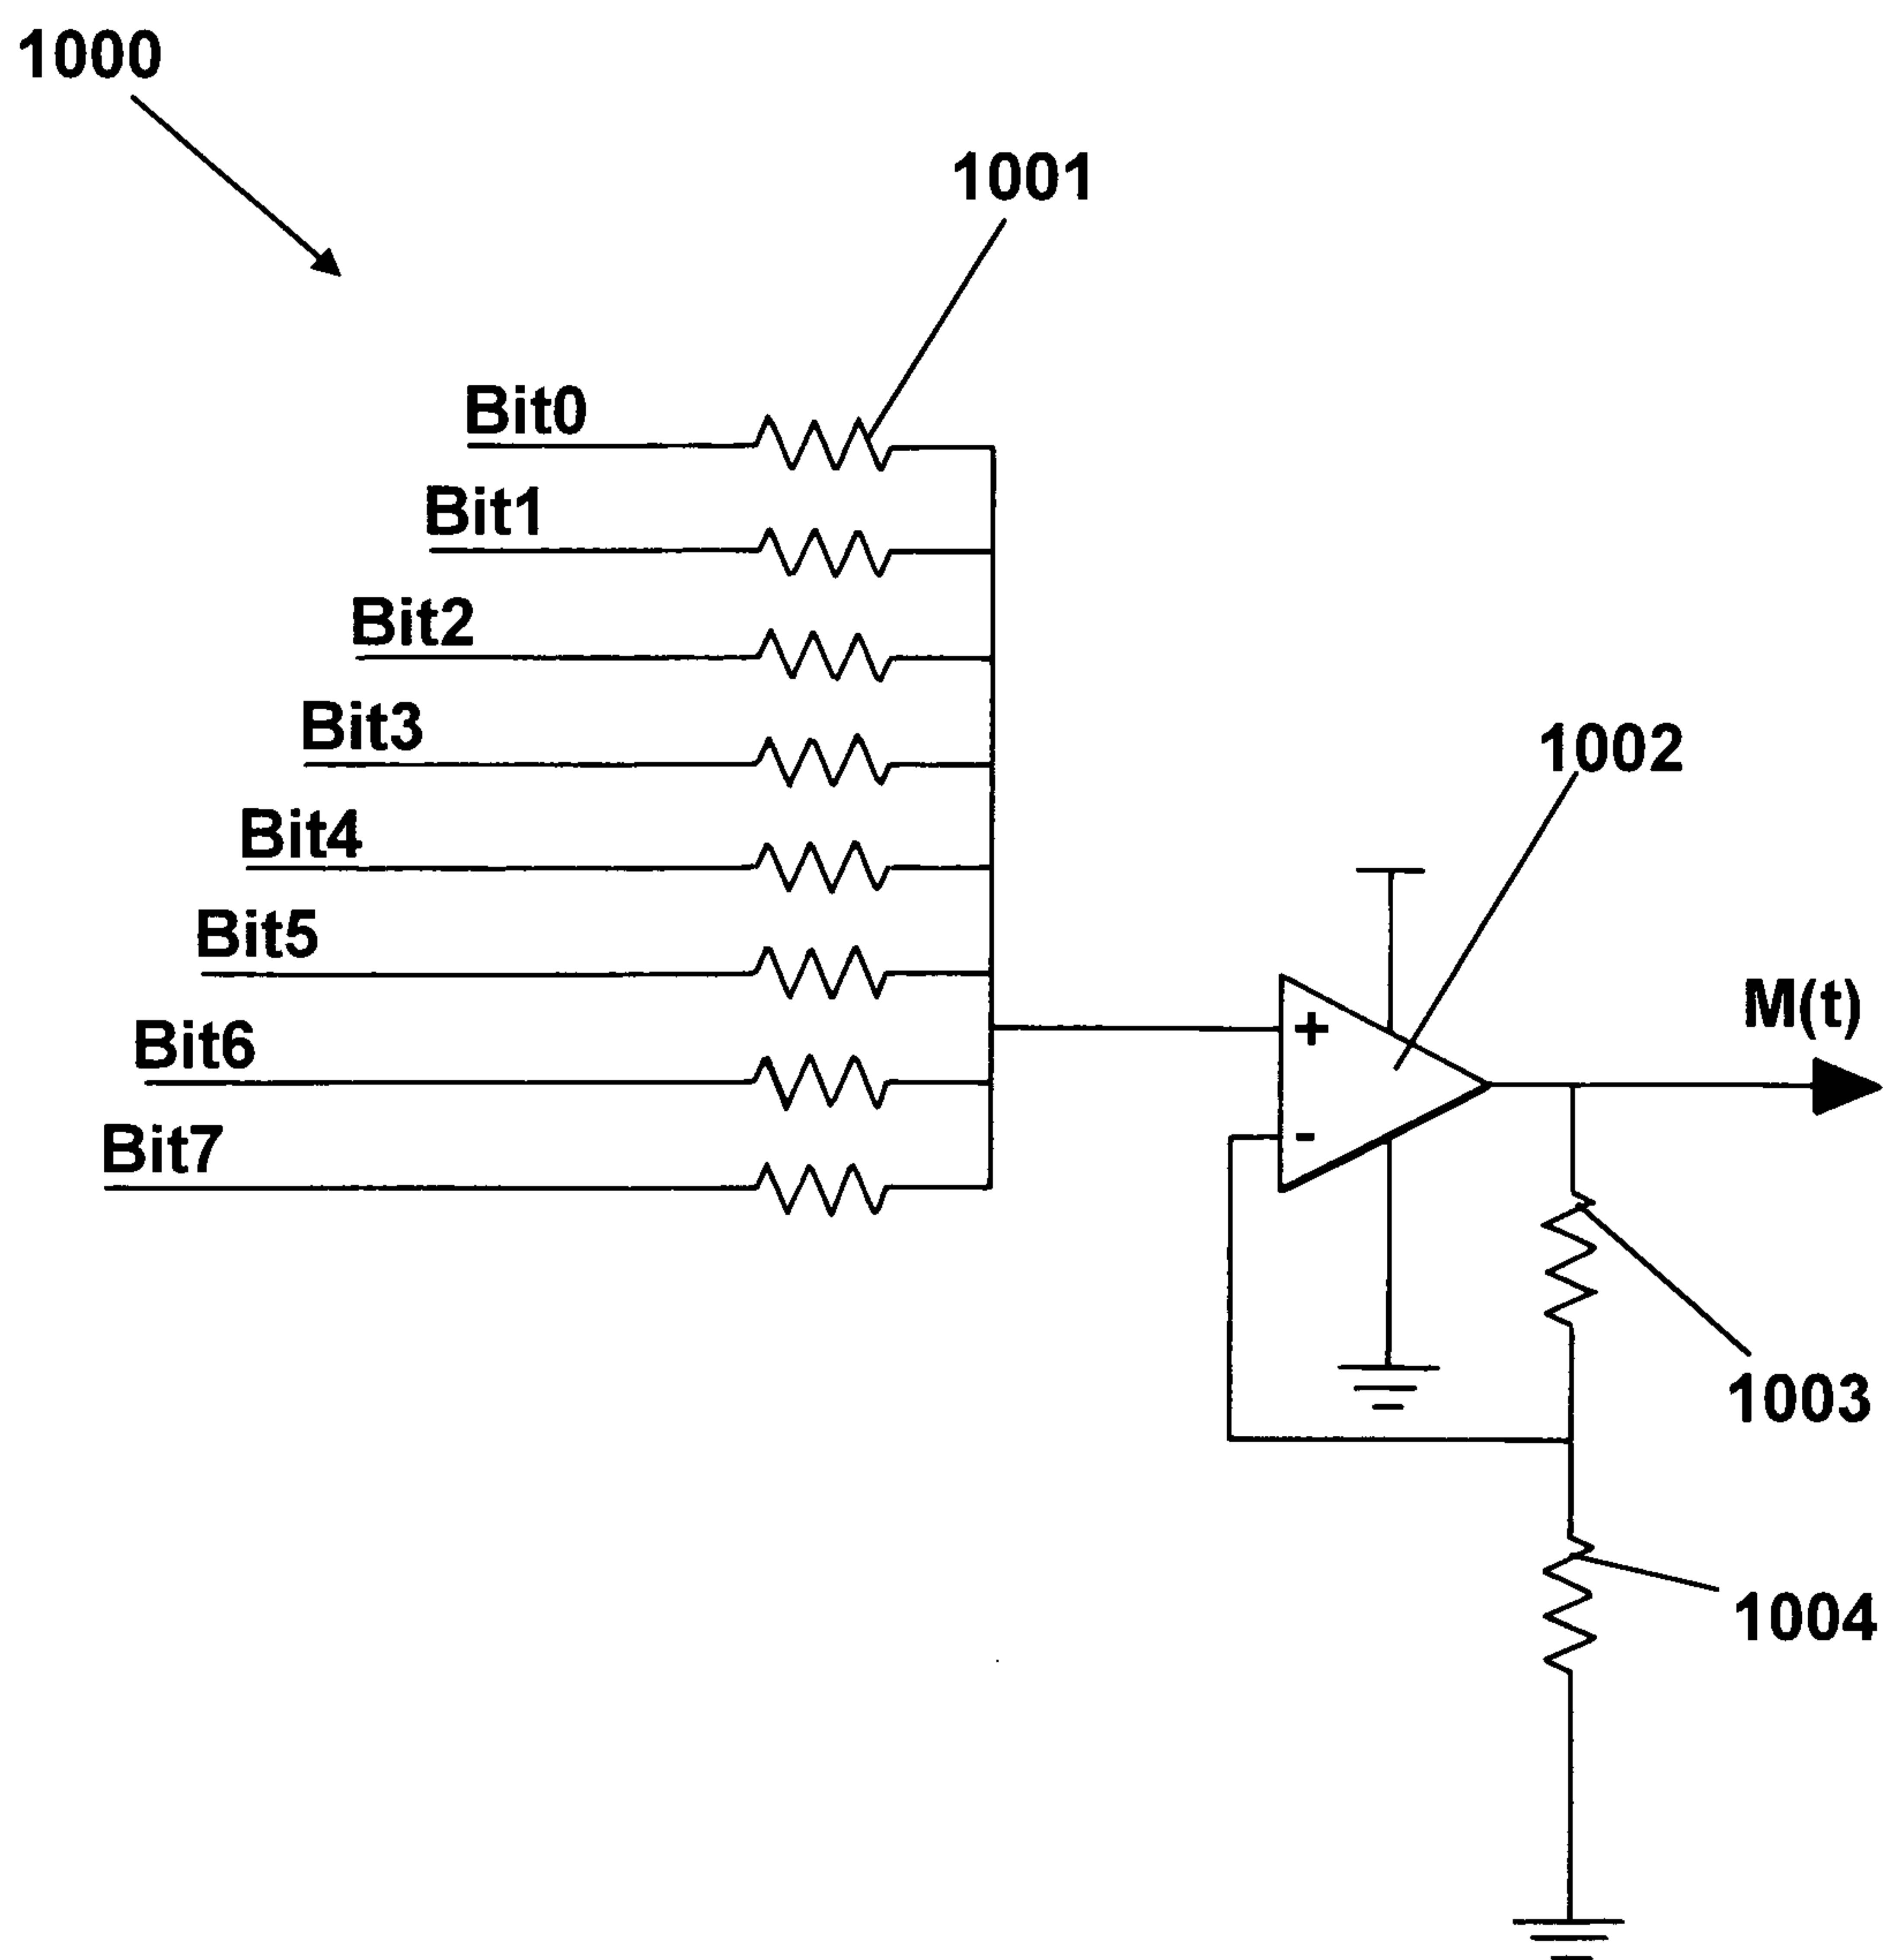 1000
1001
Bit0
Bit1
Bit2
Bit3
1002
Bit4
Bit5
M(t)
+
Bit6
-
Bit7
1003
1004